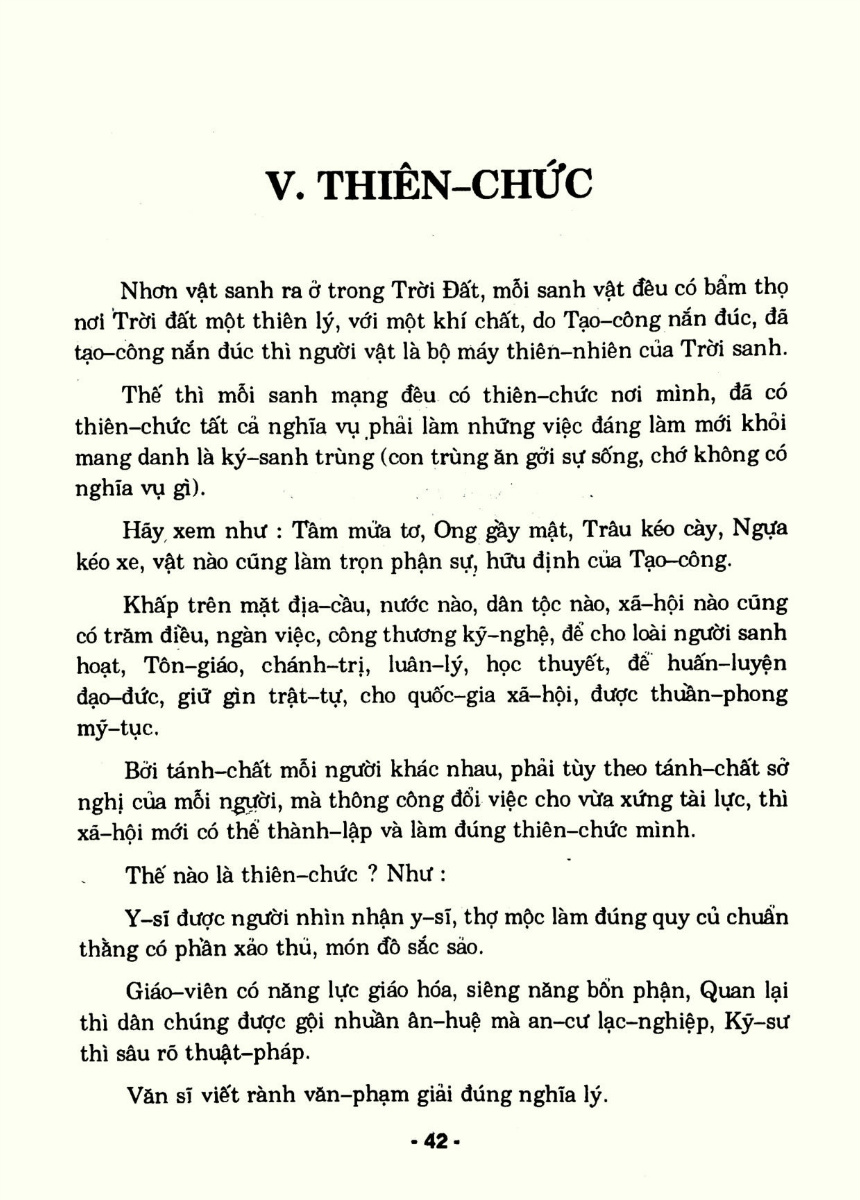 V. THIÊN–CHỨC
Nhơn vật sanh ra ở trong Trời Đất, mỗi sanh vật đều có bẩm thọ
nơi Trời đất một thiên lý, với một khí chất, do Tạo–công nắn đúc, đã
tạo–công nắn đúc thì người vật là bộ máy thiên–nhiên của Trời sanh.
Thế thì mỗi sanh mạng đều có thiên–chức nơi mình, đã có
thiên–chức tất cả nghĩa vụ phải làm những việc đáng làm mới khỏi
mang danh là ký–sanh trùng (con trùng ăn gởi sự sống, chớ không có
nghĩa vụ gì).
Hãy xem như : Tằm mửa tơ, Ong gầy mật, Trâu kéo cày, Ngựa
kéo xe, vật nào cũng làm trọn phận sự, hữu định của Tạo–công.
Khấp trên mặt địa–cầu, nước nào, dân tộc nào, xã–hội nào cũng
có trăm điều, ngàn việc, công thương kỹ–nghệ, để cho loài người sanh
hoạt, Tôn–giáo, chánh–trị, luân–lý, học thuyết, để huấn–luyện
đạo–đức, giữ gìn trật–tự, cho quốc–gia xã–hội, được thuần–phong
mỹ–tục.
Bởi tánh–chất mỗi người khác nhau, phải tùy theo tánh–chất sở
nghị của mỗi người, mà thông công đổi việc cho vừa xứng tài lực, thì
xã–hội mới có thể thành–lập và làm đúng thiên–chức mình.
Thế nào là thiên–chức ? Như :
Y–sĩ được người nhìn nhận y–sĩ, thợ mộc làm đúng quy củ chuẩn
thằng có phần xảo thủ, món đồ sắc sảo.
Giáo–viên có năng lực giáo hóa, siêng năng bổn phận, Quan lại
thì dân chúng được gội nhuần ân–huệ mà an–cư lạc–nghiệp, Kỹ–sư
thì sâu rõ thuật–pháp.
Văn sĩ viết rành văn–phạm giải đúng nghĩa lý.
- 42 -